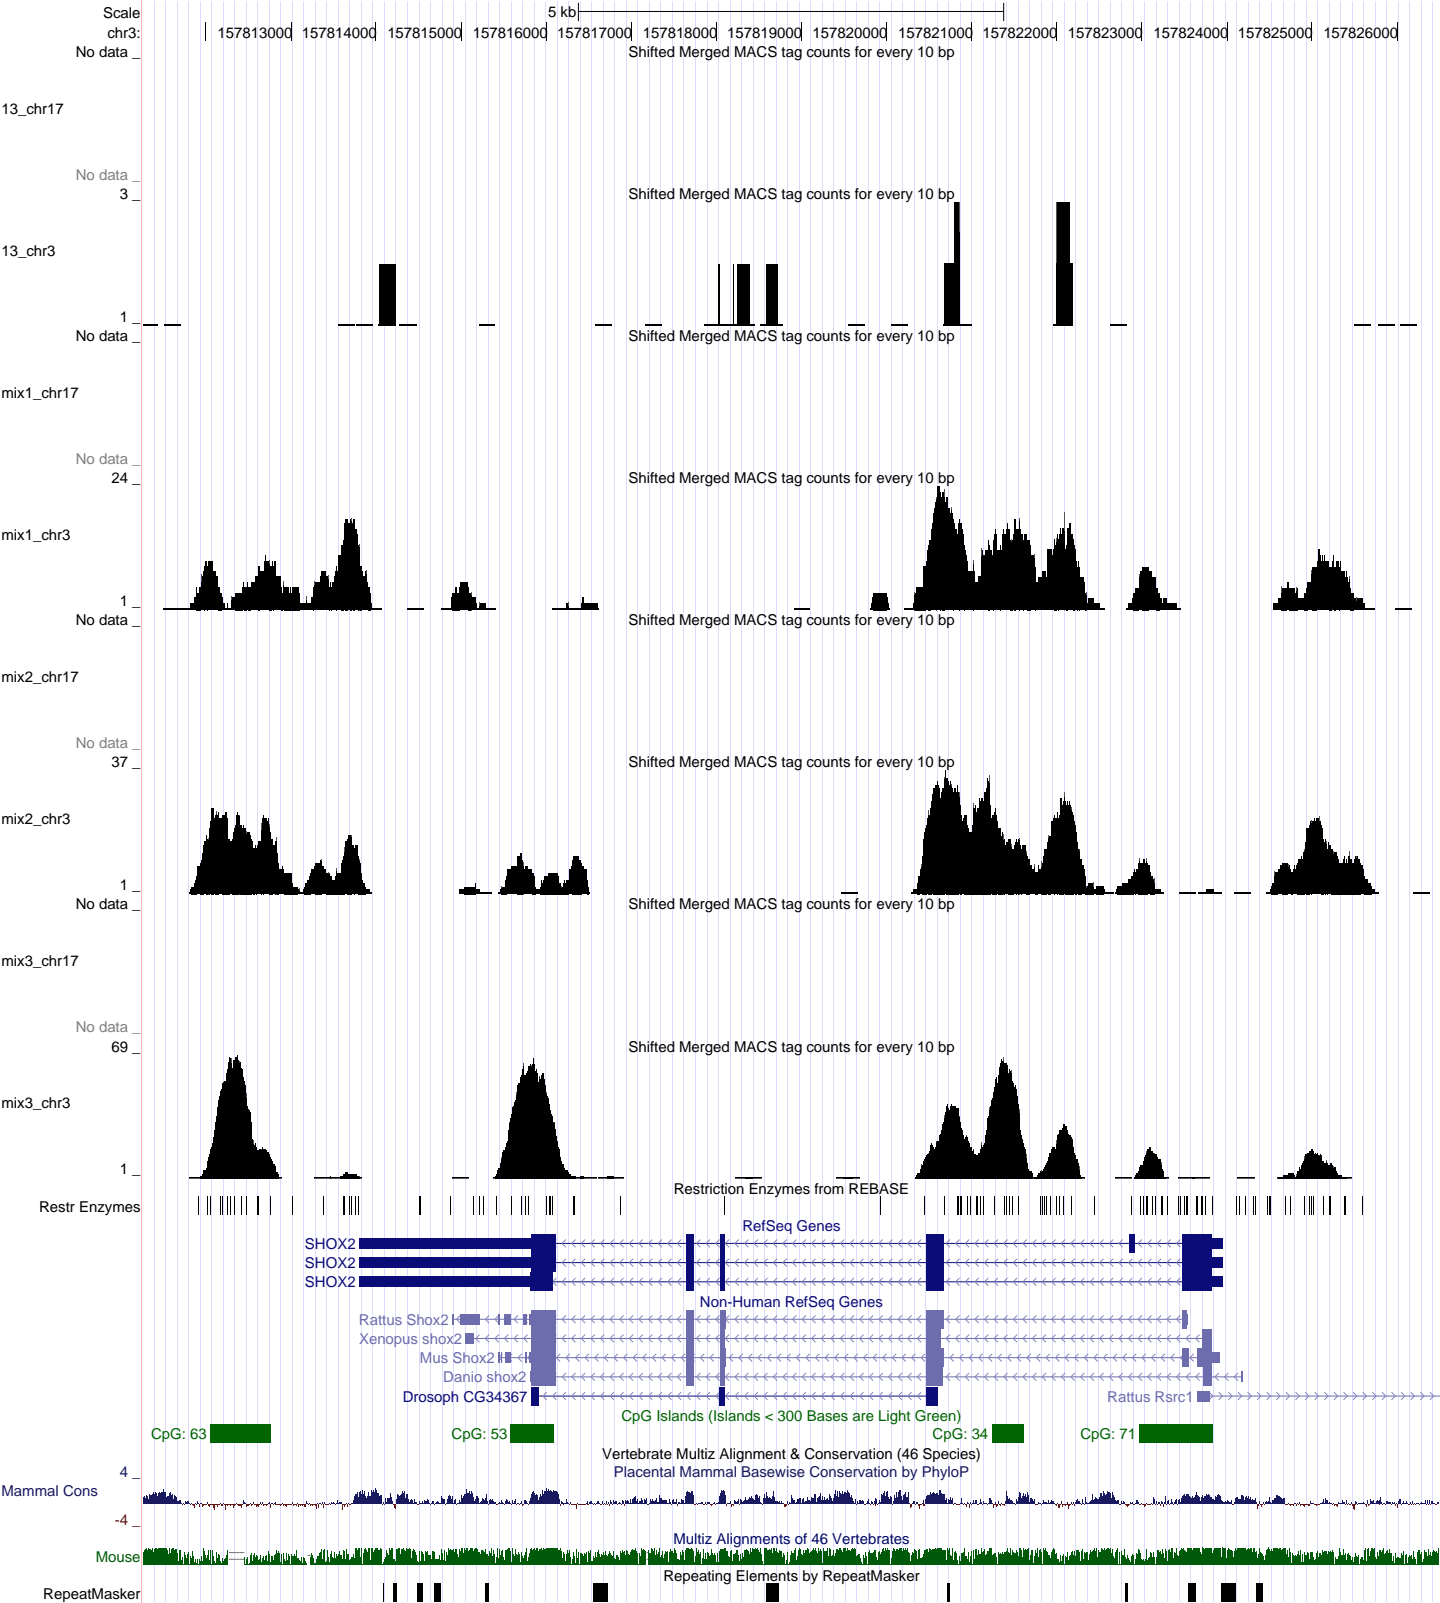 Scale 5 kb
chr3: 157813000 157814000 157815000 157816000 157817000 157818000 157819000 157820000 157821000 157822000 157823000 157824000 157825000 157826000
No data _ Shifted Merged MACS tag counts for every 10 bp
13_chr17
No data _
3 _ Shifted Merged MACS tag counts for every 10 bp
13_chr3
1 _
No data _ Shifted Merged MACS tag counts for every 10 bp
mix1_chr17
No data _
24 _ Shifted Merged MACS tag counts for every 10 bp
mix1_chr3
1 _
No data _ Shifted Merged MACS tag counts for every 10 bp
mix2_chr17
No data _
37 _ Shifted Merged MACS tag counts for every 10 bp
mix2_chr3
1 _
No data _ Shifted Merged MACS tag counts for every 10 bp
mix3_chr17
No data _
69 _ Shifted Merged MACS tag counts for every 10 bp
mix3_chr3
1 _
Restriction Enzymes from REBASE
Restr Enzymes
RefSeq Genes
SHOX2
SHOX2
SHOX2
Non-Human RefSeq Genes
Rattus Shox2
Xenopus shox2
Mus Shox2
Danio shox2
Drosoph CG34367 Rattus Rsrc1
CpG Islands (Islands < 300 Bases are Light Green)
CpG: 63 CpG: 53 CpG: 34 CpG: 71
Vertebrate Multiz Alignment & Conservation (46 Species)
4 _ Placental Mammal Basewise Conservation by PhyloP
Mammal Cons
-4 _
Multiz Alignments of 46 Vertebrates
Mouse
Repeating Elements by RepeatMasker
RepeatMasker